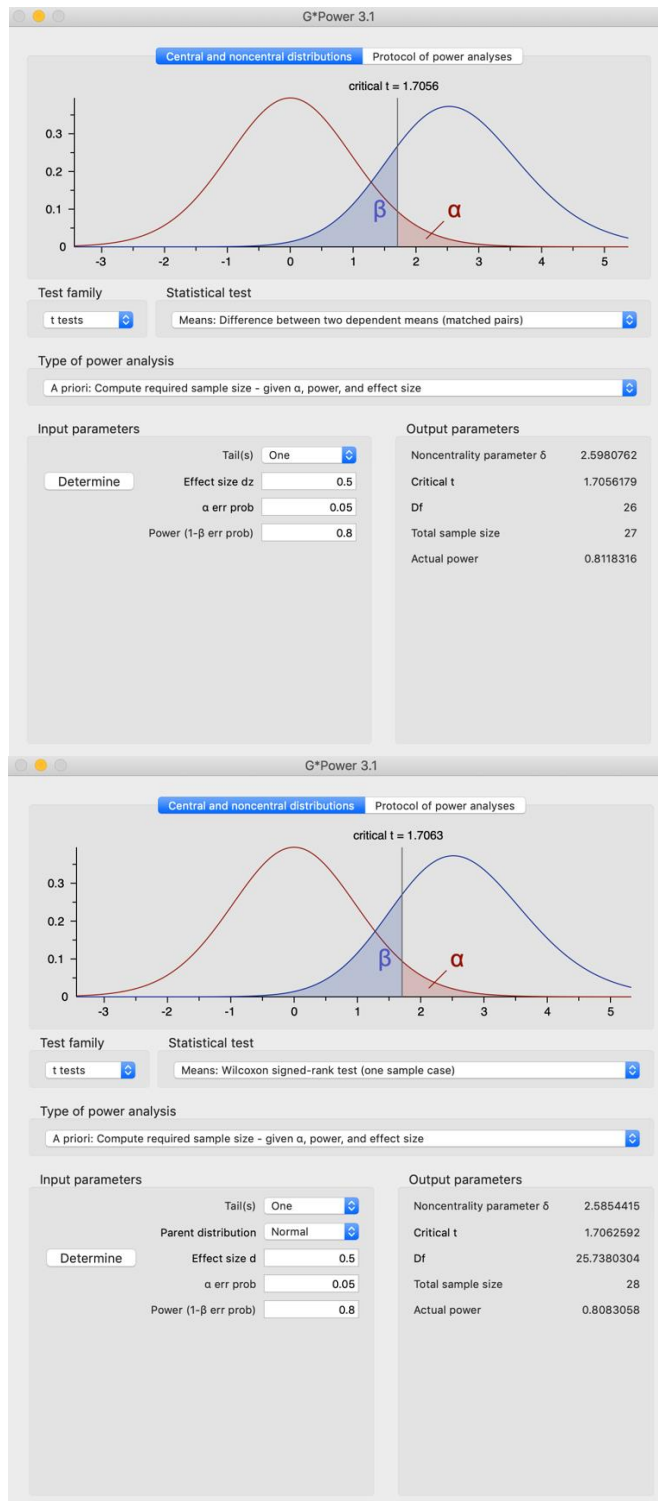 G*Power 3.1
Central and noncentral distributions Protocol of power analyses
critical t = 1.7056
0.3
0.2
0.1
0
β
α
-3 -2 -1 0 1 2 3 4 5
Test family Statistical test
t tests Means: Difference between two dependent means (matched pairs)
Type of power analysis
A priori: Compute required sample size - given α, power, and effect size
Input parameters Output parameters
Tail(s) One Noncentrality parameter δ 2.5980762
Determine Effect size dz 0.5 Critical t 1.7056179
α err prob 0.05 Df 26
Power (1-β err prob) 0.8 Total sample size 27
Actual power 0.8118316
G*Power 3.1
Central and noncentral distributions Protocol of power analyses
critical t = 1.7063
0.3
0.2
0.1
0
β
α
-3 -2 -1 0 1 2 3 4 5
Test family Statistical test
t tests Means: Wilcoxon signed-rank test (one sample case)
Type of power analysis
A priori: Compute required sample size - given α, power, and effect size
Input parameters Output parameters
Tail(s) One Noncentrality parameter δ 2.5854415
Parent distribution Normal Critical t 1.7062592
Determine Effect size d 0.5 Df 25.7380304
α err prob 0.05 Total sample size 28
Power (1-β err prob) 0.8 Actual power 0.8083058